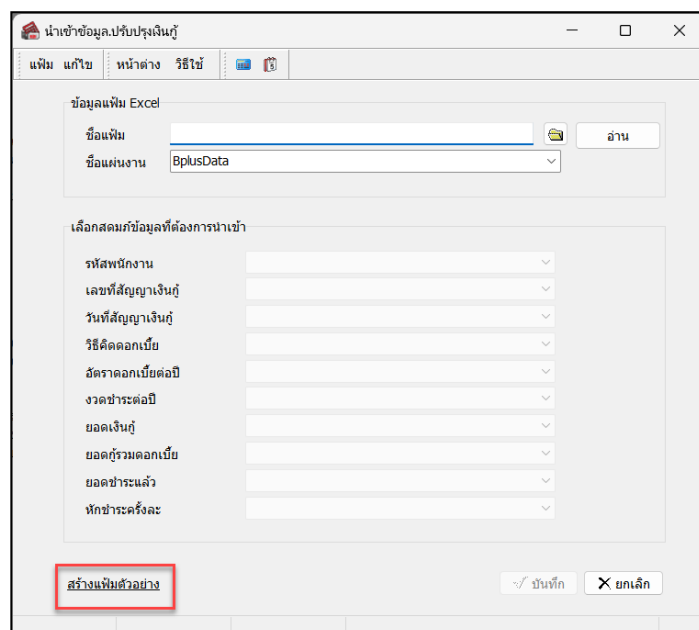 นำเข้าข้อมูล.ปรับปรุงเงินกู้
แฟ้ม แก้ไข หน้าต่าง วิธีใช้
ข้อมูลแฟ้ม Excel
ชื่อแฟ้ม อ่าน
ชื่อแผ่นงาน BplusData
เลือกสดมภ์ข้อมูลที่ต้องการนำเข้า
รหัสพนักงาน
เลขที่สัญญาเงินกู้
วันที่สัญญาเงินกู้
วิธีคิดดอกเบี้ย
อัตราดอกเบี้ยต่อปี
งวดชำระต่อปี
ยอดเงินกู้
ยอดกู้รวมดอกเบี้ย
ยอดชำระแล้ว
หักชำระครั้งละ
สร้างแฟ้มตัวอย่าง บันทึก ยกเลิก